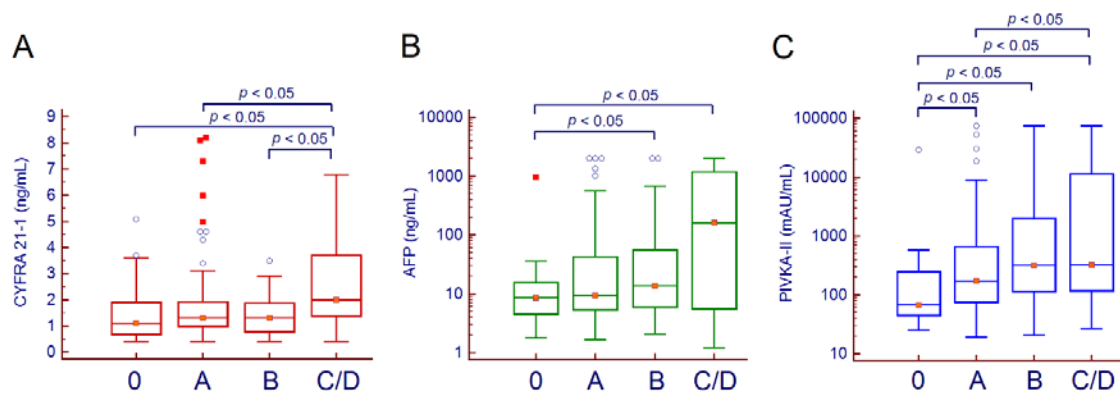 A
p < 0.05
p < 0.05
p < 0.05
CYFRA 21-1 (ng/mL)
9
8
7
6
5
4
3
2
1
0
0 A B C/D
B
p < 0.05
p < 0.05
AFP (ng/mL)
10000
1000
100
10
1
0 A B C/D
C
p < 0.05
p < 0.05
p < 0.05
p < 0.05
PIVKA-II (mAU/mL)
100000
10000
1000
100
10
0 A B C/D